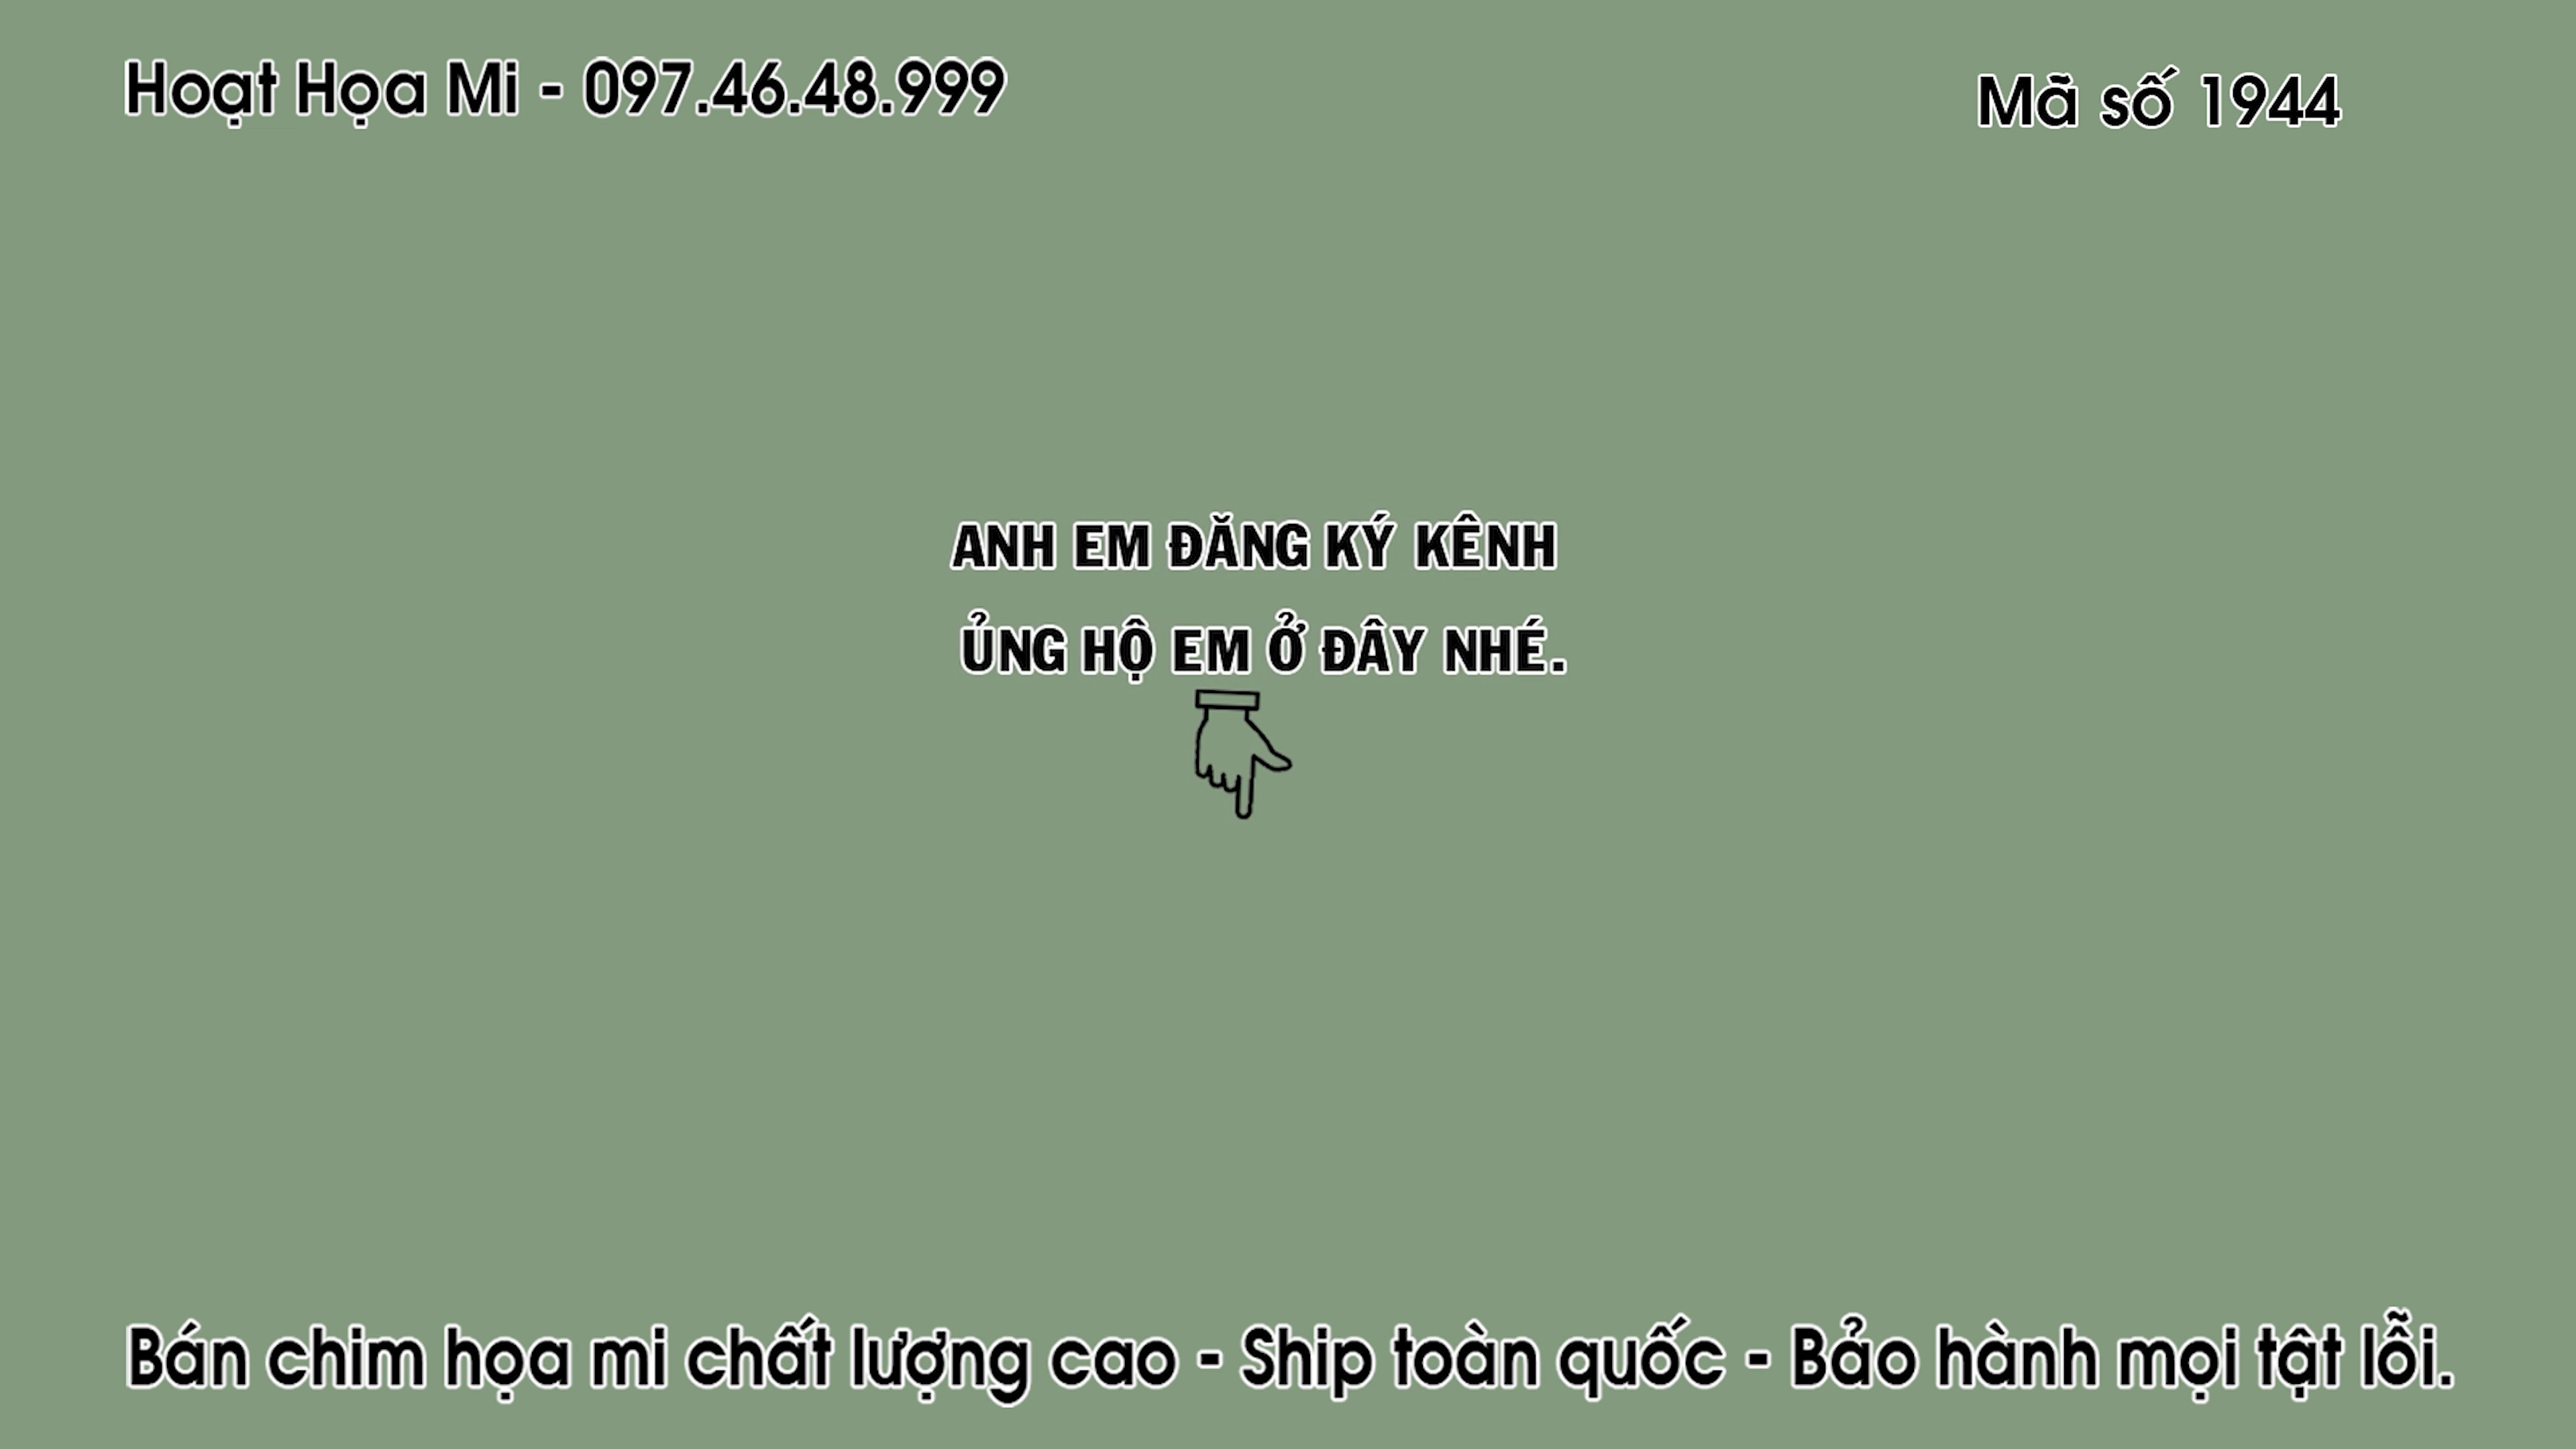 Hoạt Họa Mi - 097.46.48.999
Mã số 1944
ANH EM ĐĂNG KÝ KÊNH
ỦNG HỘ EM Ở ĐÂY NHÉ.
Bán chim họa mi chất lượng cao - Ship toàn quốc - Bảo hành mọi tật lỗi.